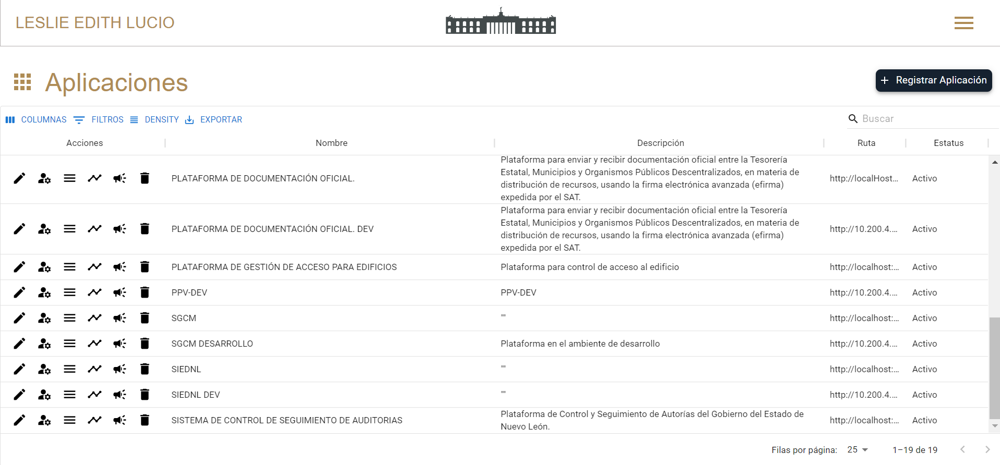 LESLIE EDITH LUCIO
Aplicaciones
Registrar Aplicación
COLUMNAS FILTROS DENSITY EXPORTAR
Buscar
Acciones Nombre Descripción Ruta Estatus
Plataforma para enviar y recibir documentación oficial entre la Tesorería
Estatal, Municipios y Organismos Públicos Descentralizados, en materia de
PLATAFORMA DE DOCUMENTACIÓN OFICIAL. http://localHost... Activo
distribución de recursos, usando la firma electrónica avanzada (efirma)
expedida por el SAT.
Plataforma para enviar y recibir documentación oficial entre la Tesorería
Estatal, Municipios y Organismos Públicos Descentralizados, en materia de
PLATAFORMA DE DOCUMENTACIÓN OFICIAL. DEV http://10.200.4.... Activo
distribución de recursos, usando la firma electrónica avanzada (efirma)
expedida por el SAT.
PLATAFORMA DE GESTIÓN DE ACCESO PARA EDIFICIOS Plataforma para control de acceso al edificio http://localhost:... Activo
PPV-DEV PPV-DEV http://10.200.4.... Activo
SGCM "" http://localhost:... Activo
SGCM DESARROLLO Plataforma en el ambiente de desarrollo http://10.200.4.... Activo
SIEDNL "" http://localhost:... Activo
SIEDNL DEV "" http://10.200.4.... Activo
Plataforma de Control y Seguimiento de Autorías del Gobierno del Estado de
SISTEMA DE CONTROL DE SEGUIMIENTO DE AUDITORIAS http://localhost:... Activo
Nuevo León.
Filas por página: 25 1–19 de 19